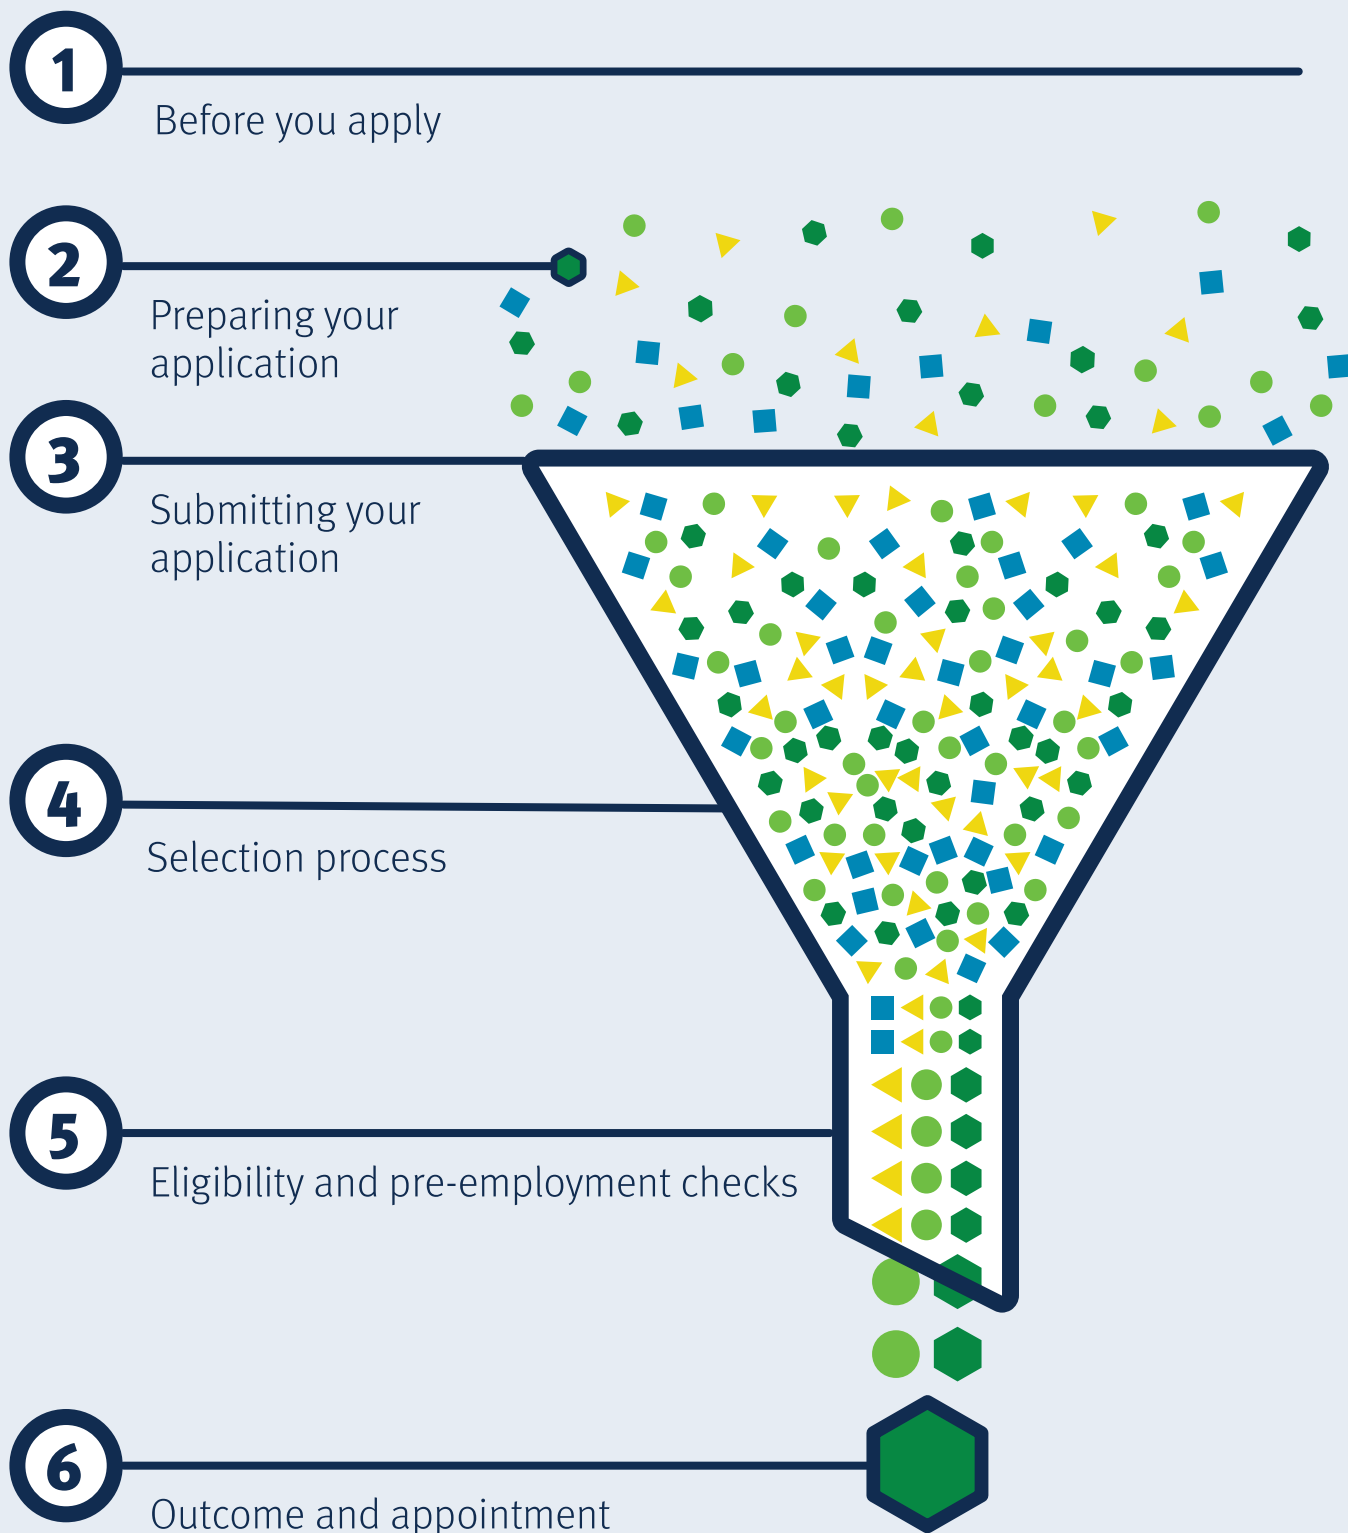 1
Before you apply
2
Preparing your
application
3
Submitting your
application
4
Selection process
5
Eligibility and pre-employment checks
6
Outcome and appointment